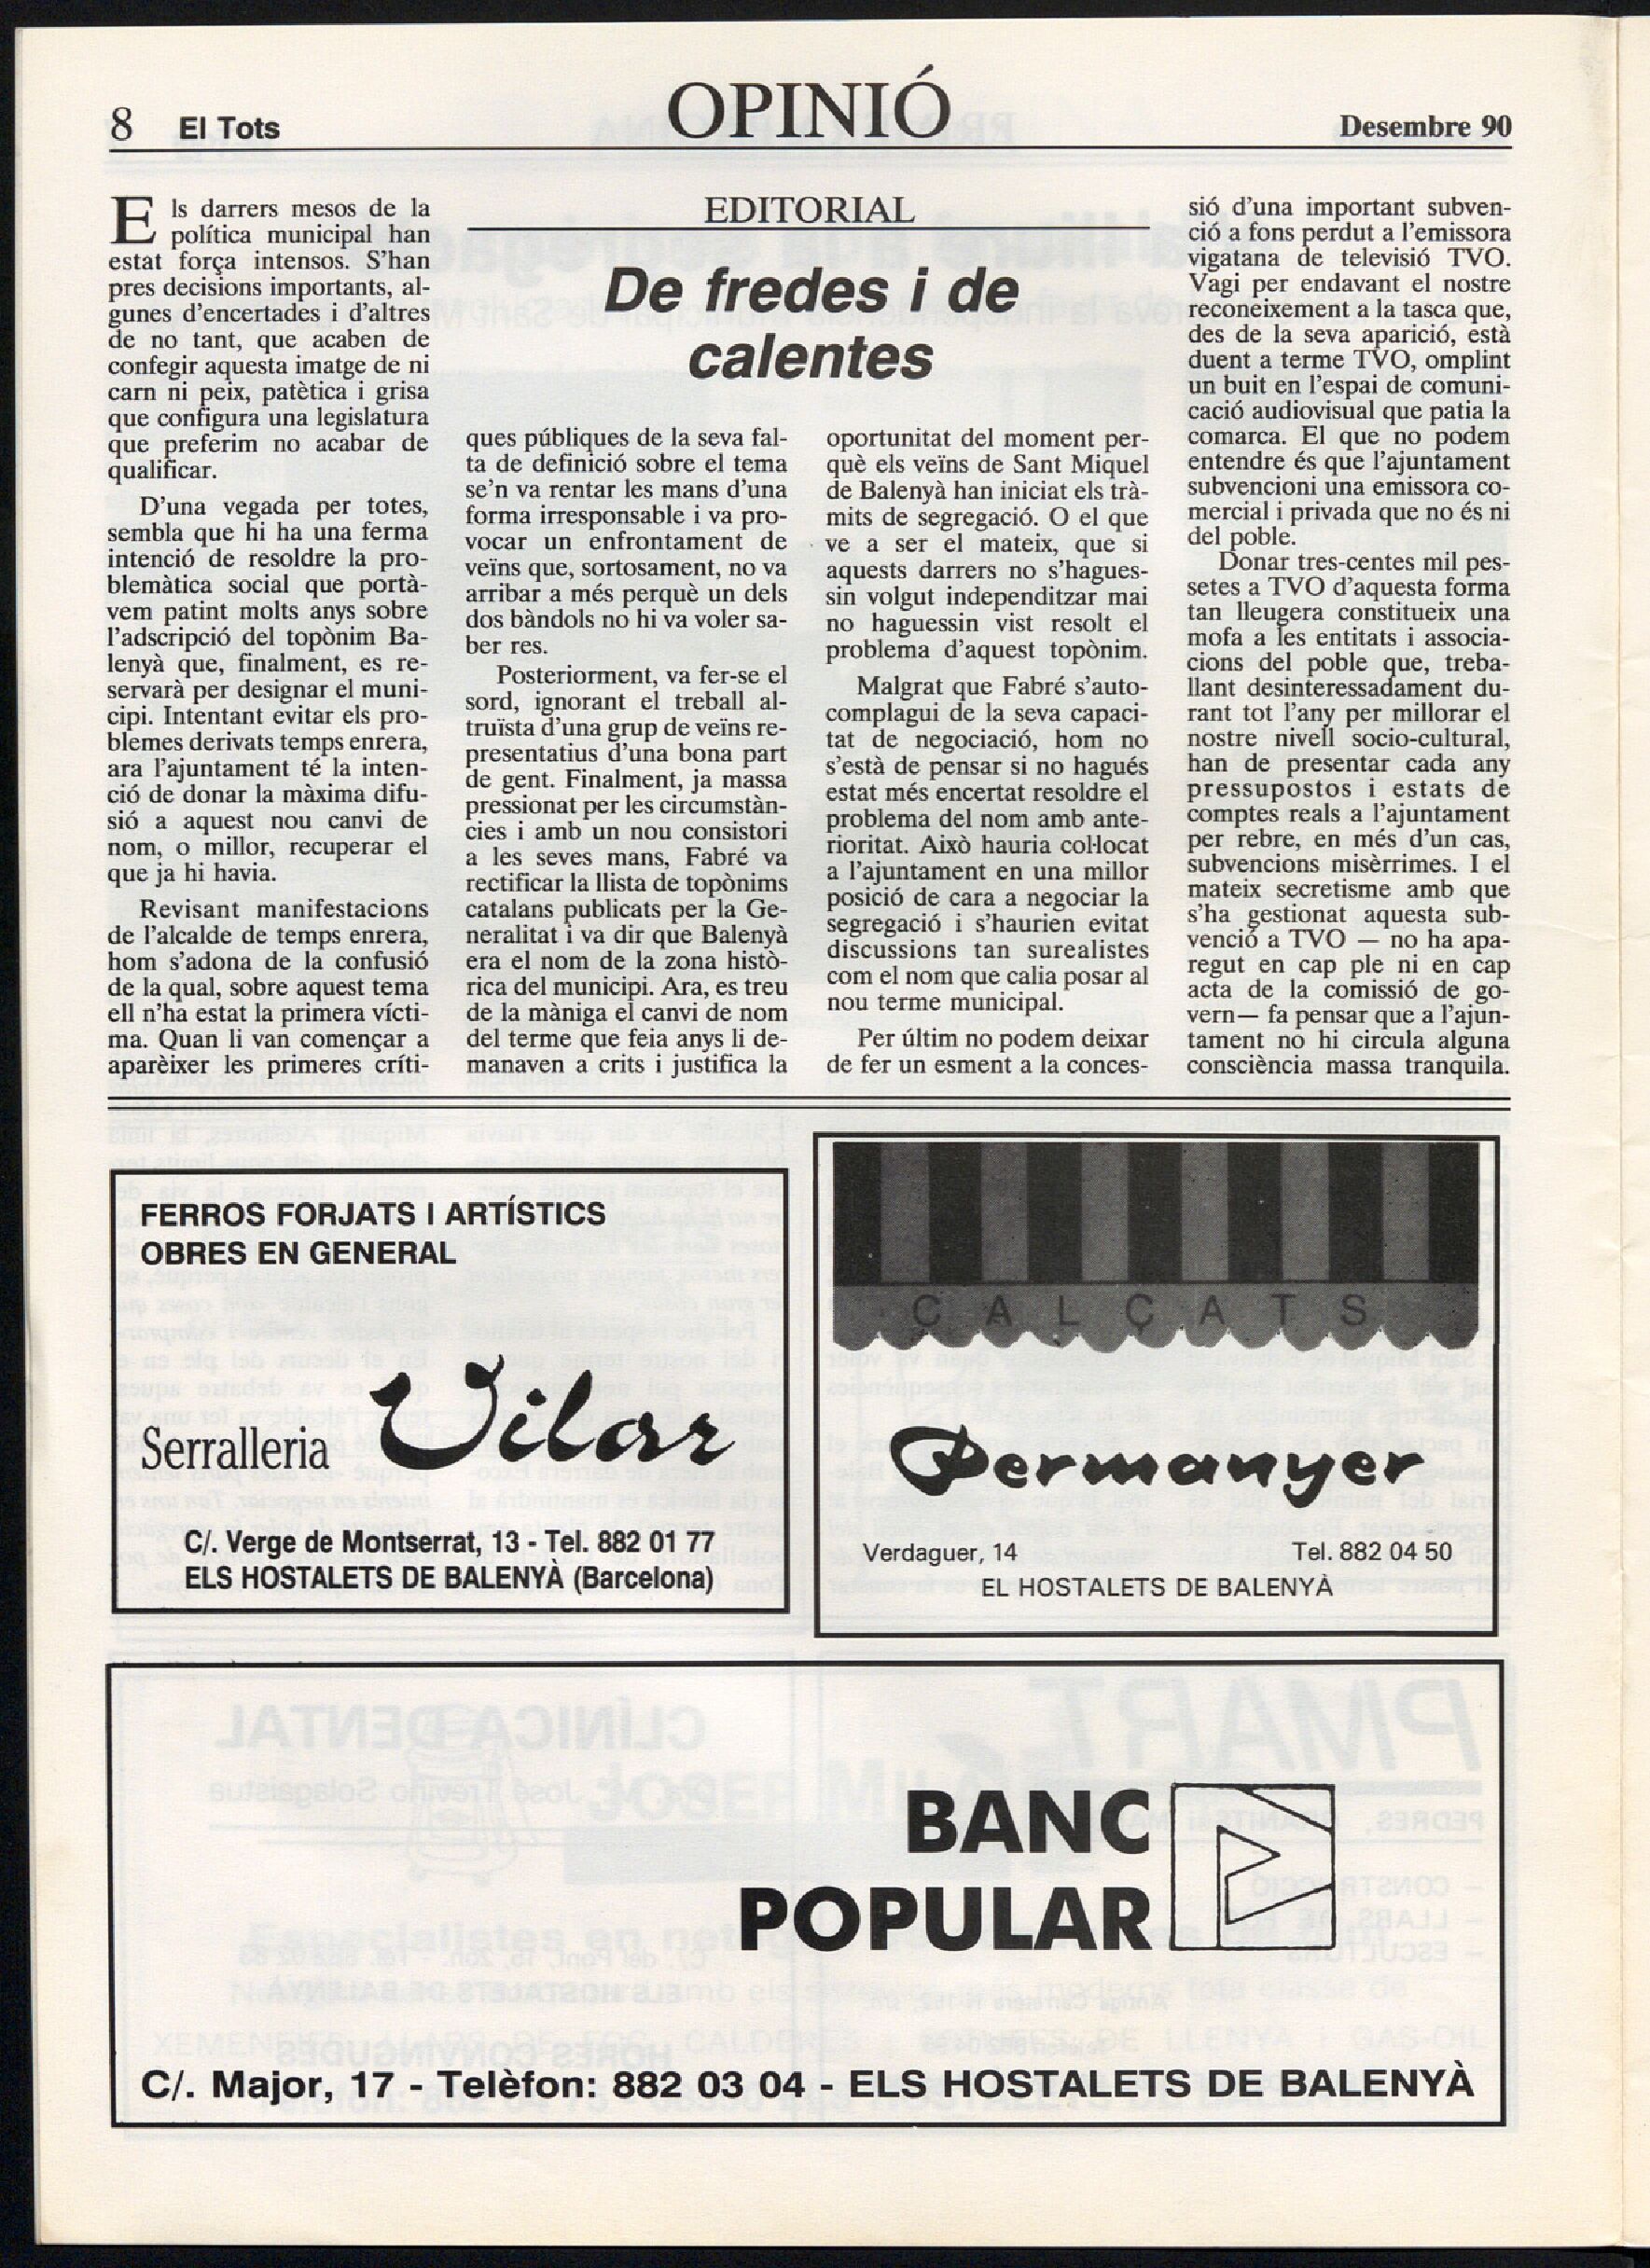 8 El Tots
OPINIÓ
Desembre 90
EDITORIAL
De fredes i de
calentes
Els darrers mesos de la
política municipal han
estat força intensos. S'han
pres decisions importants, al-
gunes d'encertades i d'altres
de no tant, que acaben de
confegir aquesta imatge de ni
carn ni peix, patètica i grisa
que configura una legislatura
que preferim no acabar de
qualificar.
D'una vegada per totes,
sembla que hi ha una ferma
intenció de resoldre la pro-
blemàtica social que portà-
vem patint molts anys sobre
l'adscripció del topònim Ba-
lenyà que, finalment, es re-
servarà per designar el muni-
cipi. Intentant evitar els pro-
blemes derivats temps enrera,
ara l'ajuntament té la inten-
ció de donar la màxima difu-
sió a aquest nou canvi de
nom, o millor, recuperar el
que ja hi havia.
Revisant manifestacions
de l'alcalde de temps enrera,
hom s'adona de la confusió
de la qual, sobre aquest tema
ell n'ha estat la primera vícti-
ma. Quan li van començar a
aparèixer les primeres críti-
ques públiques de la seva fal-
ta de definició sobre el tema
se'n va rentar les mans d'una
forma irresponsable i va pro-
vocar un enfrontament de
veïns que, sortosament, no va
arribar a més perquè un dels
dos bàndols no hi va voler sa-
ber res.
Posteriorment, va fer-se el
sord, ignorant el treball al-
truïsta d'una grup de veïns re-
presentatius d'una bona part
de gent. Finalment, ja massa
pressionat per les circumstàn-
cies i amb un nou consistori
a les seves mans, Fabré va
rectificar la llista de topònims
catalans publicats per la Ge-
neralitat i va dir que Balenyà
era el nom de la zona histò-
rica del municipi. Ara, es treu
de la màniga el canvi de nom
del terme que feia anys li de-
manaven a crits i justifica la
oportunitat del moment per-
què els veïns de Sant Miquel
de Balenyà han iniciat els trà-
mits de segregació. O el que
ve a ser el mateix, que si
aquests darrers no s'hagues-
sin volgut independitzar mai
no haguessin vist resolt el
problema d'aquest topònim.
Malgrat que Fabré s'auto-
complagui de la seva capaci-
tat de negociació, hom no
s'està de pensar si no hagués
estat més encertat resoldre el
problema del nom amb ante-
rioritat. Això hauria col·locat
a l'ajuntament en una millor
posició de cara a negociar la
segregació i s'haurien evitat
discussions tan surealistes
com el nom que calia posar al
nou terme municipal.
Per últim no podem deixar
de fer un esment a la conces-
sió d'una important subven-
ció a fons perdut a l'emissora
vigatana de televisió TVO.
Vagi per endavant el nostre
reconeixement a la tasca que,
des de la seva aparició, està
duent a terme TVO, omplint
un buit en l'espai de comuni-
cació audiovisual que patia la
comarca. El que no podem
entendre és que l'ajuntament
subvencioni una emissora co-
mercial i privada que no és ni
del poble.
Donar tres-centes mil pes-
setes a TVO d'aquesta forma
tan lleugera constitueix una
mofa a les entitats i associa-
cions del poble que, treba-
llant desinteressadament du-
rant tot l'any per millorar el
nostre nivell socio-cultural,
han de presentar cada any
pressupostos i estats de
comptes reals a l'ajuntament
per rebre, en més d'un cas,
subvencions misèrrimes. I el
mateix secretisme amb que
s'ha gestionat aquesta sub-
venció a TVO — no ha apa-
regut en cap ple ni en cap
acta de la comissió de go-
vern— fa pensar que a l'ajun-
tament no hi circula alguna
consciència massa tranquila.
FERROS FORJATS I ARTÍSTICS
OBRES EN GENERAL
Serralleria Vilar
C/. Verge de Montserrat, 13 - Tel. 882 01 77
ELS HOSTALETS DE BALENYÀ (Barcelona)
CALÇATS
Permanyer
Verdaguer, 14 Tel. 882 04 50
EL HOSTALETS DE BALENYÀ
BANC
POPULAR
C/. Major, 17 - Telèfon: 882 03 04 ELS HOSTALETS DE BALENYÀ